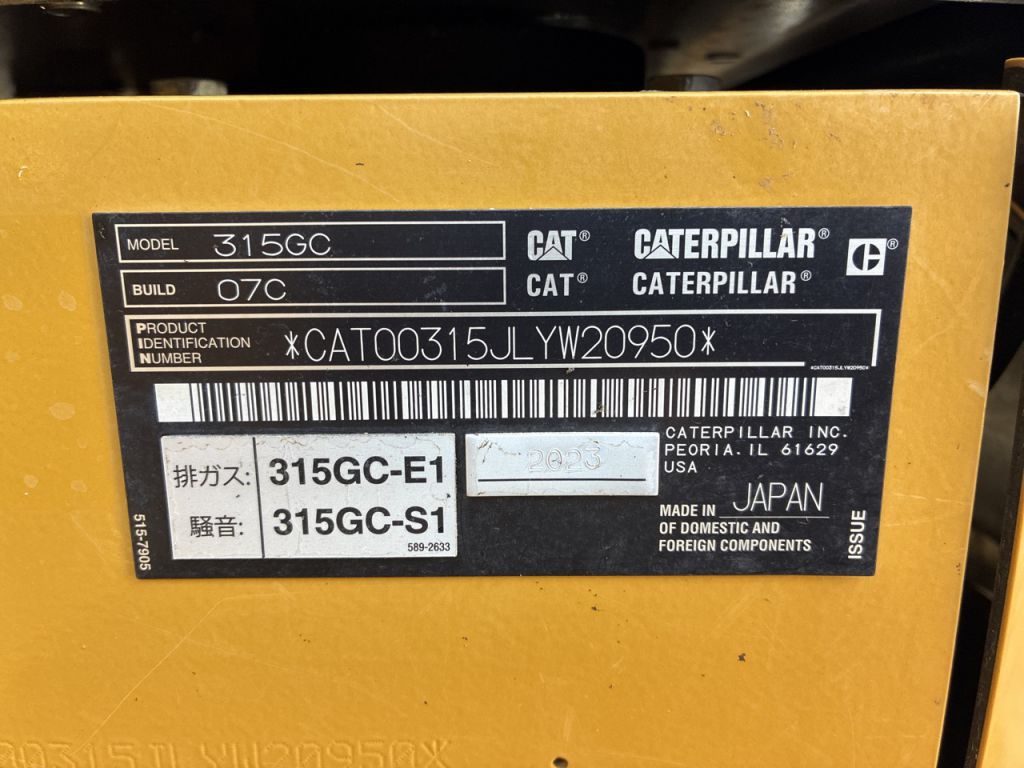 MODEL 315GC
BUILD 07C
CAT® CATERPILLAR® C®
CAT® CATERPILLAR®
PRODUCT
IDENTIFICATION
NUMBER
*CAT00315JLYW20950*
*CAT00315JLYW20950*
排ガス: 315GC-E1
騒音: 315GC-S1
589-2633
2023
CATERPILLAR INC.
PEORIA. IL 61629
USA
MADE IN JAPAN
OF DOMESTIC AND
FOREIGN COMPONENTS
ISSUE
515-7905
00315JLYW20950*